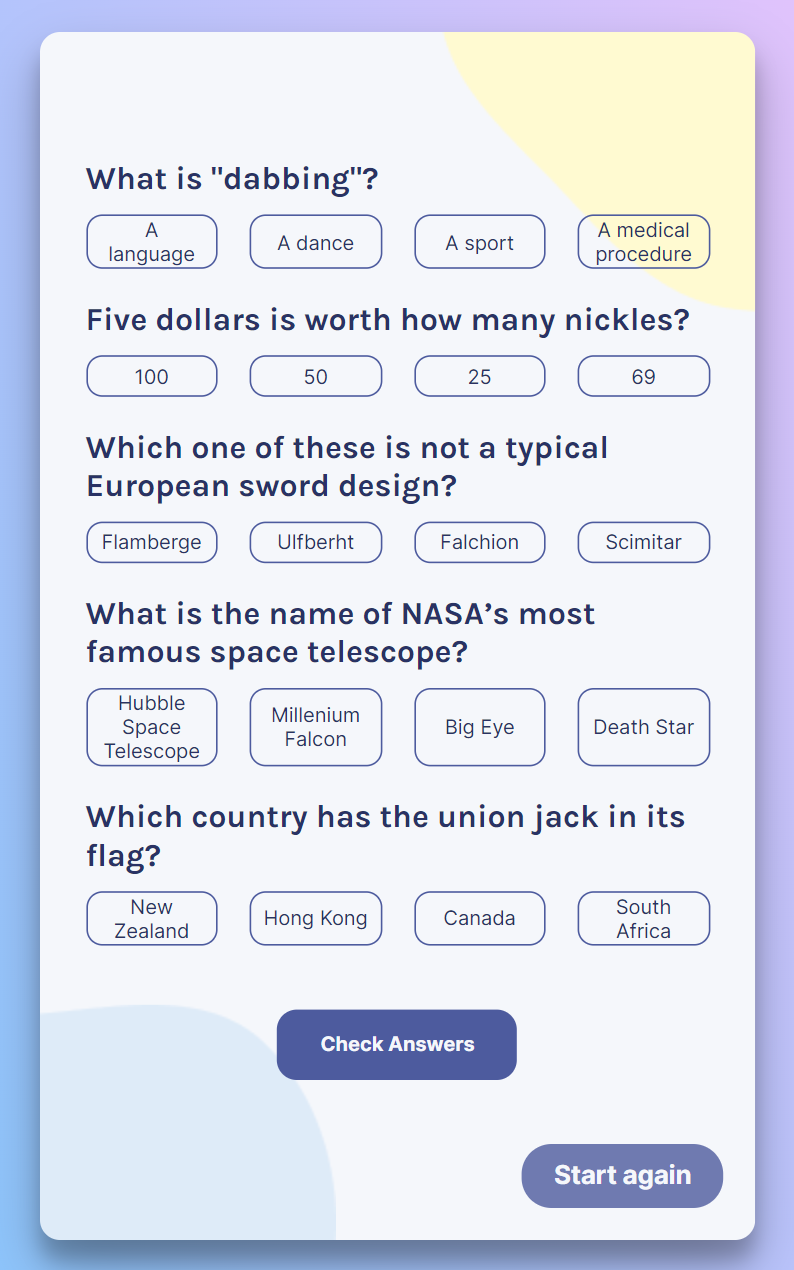 What is "dabbing"?
A
language
A dance
A sport
A medical
procedure
Five dollars is worth how many nickles?
100
50
25
69
Which one of these is not a typical
European sword design?
Flamberge
Ulfberht
Falchion
Scimitar
What is the name of NASA’s most
famous space telescope?
Hubble
Space
Telescope
Millenium
Falcon
Big Eye
Death Star
Which country has the union jack in its
flag?
New
Zealand
Hong Kong
Canada
South
Africa
Check Answers
Start again